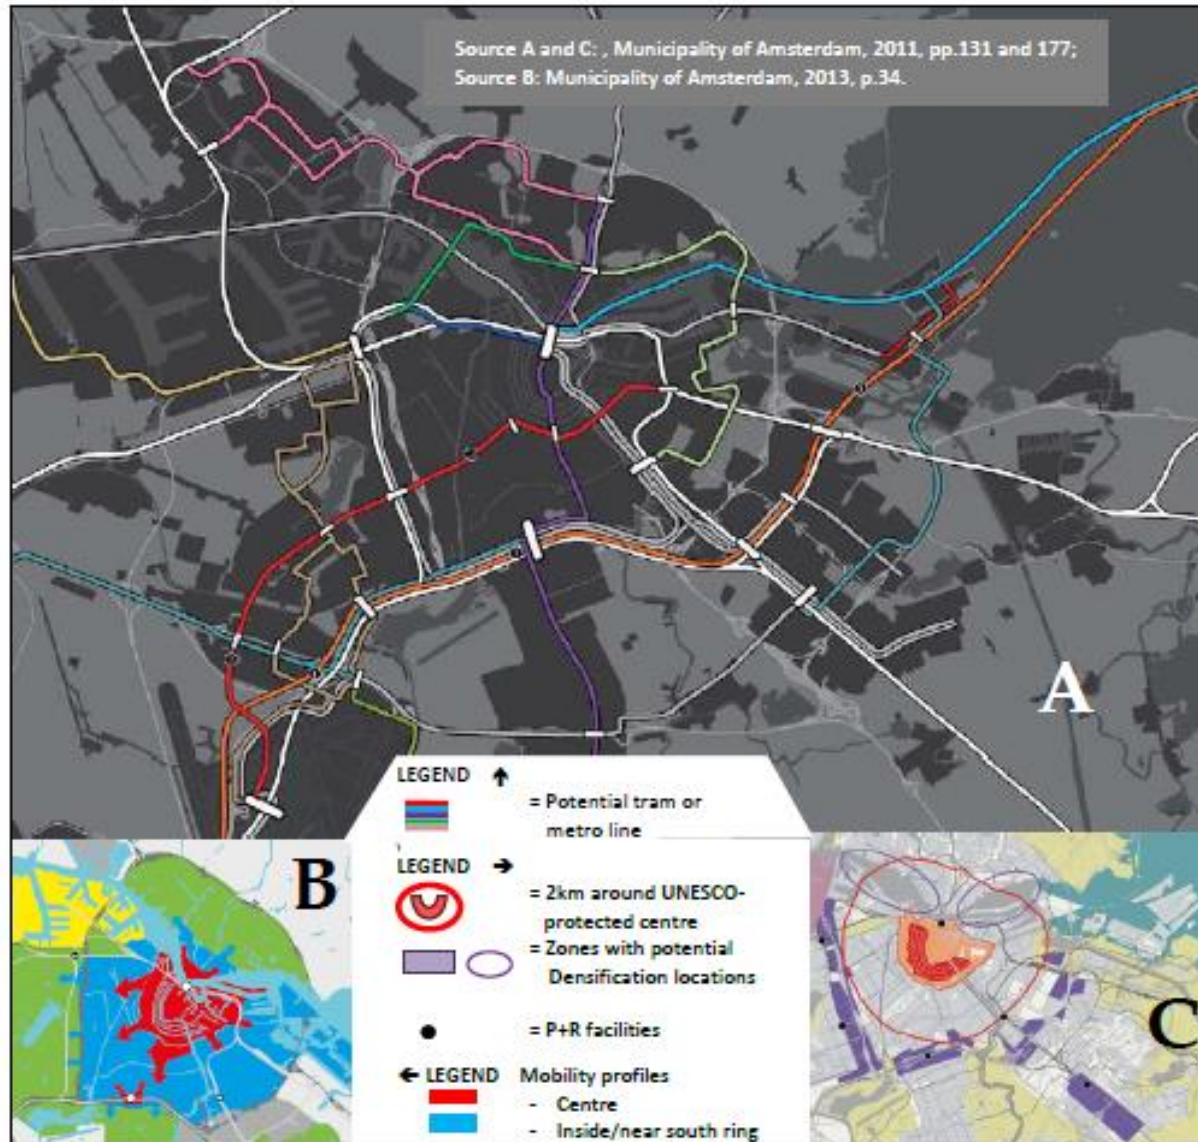 Source A and C: , Municipality of Amsterdam, 2011, pp.131 and 177;
Source B: Municipality of Amsterdam, 2013, p.34.
A
LEGEND ↑
= Potential tram or
metro line
LEGEND →
= 2km around UNESCO-
protected centre
= Zones with potential
Densification locations
= P+R facilities
← LEGEND Mobility profiles
- Centre
- Inside/near south ring
B
C